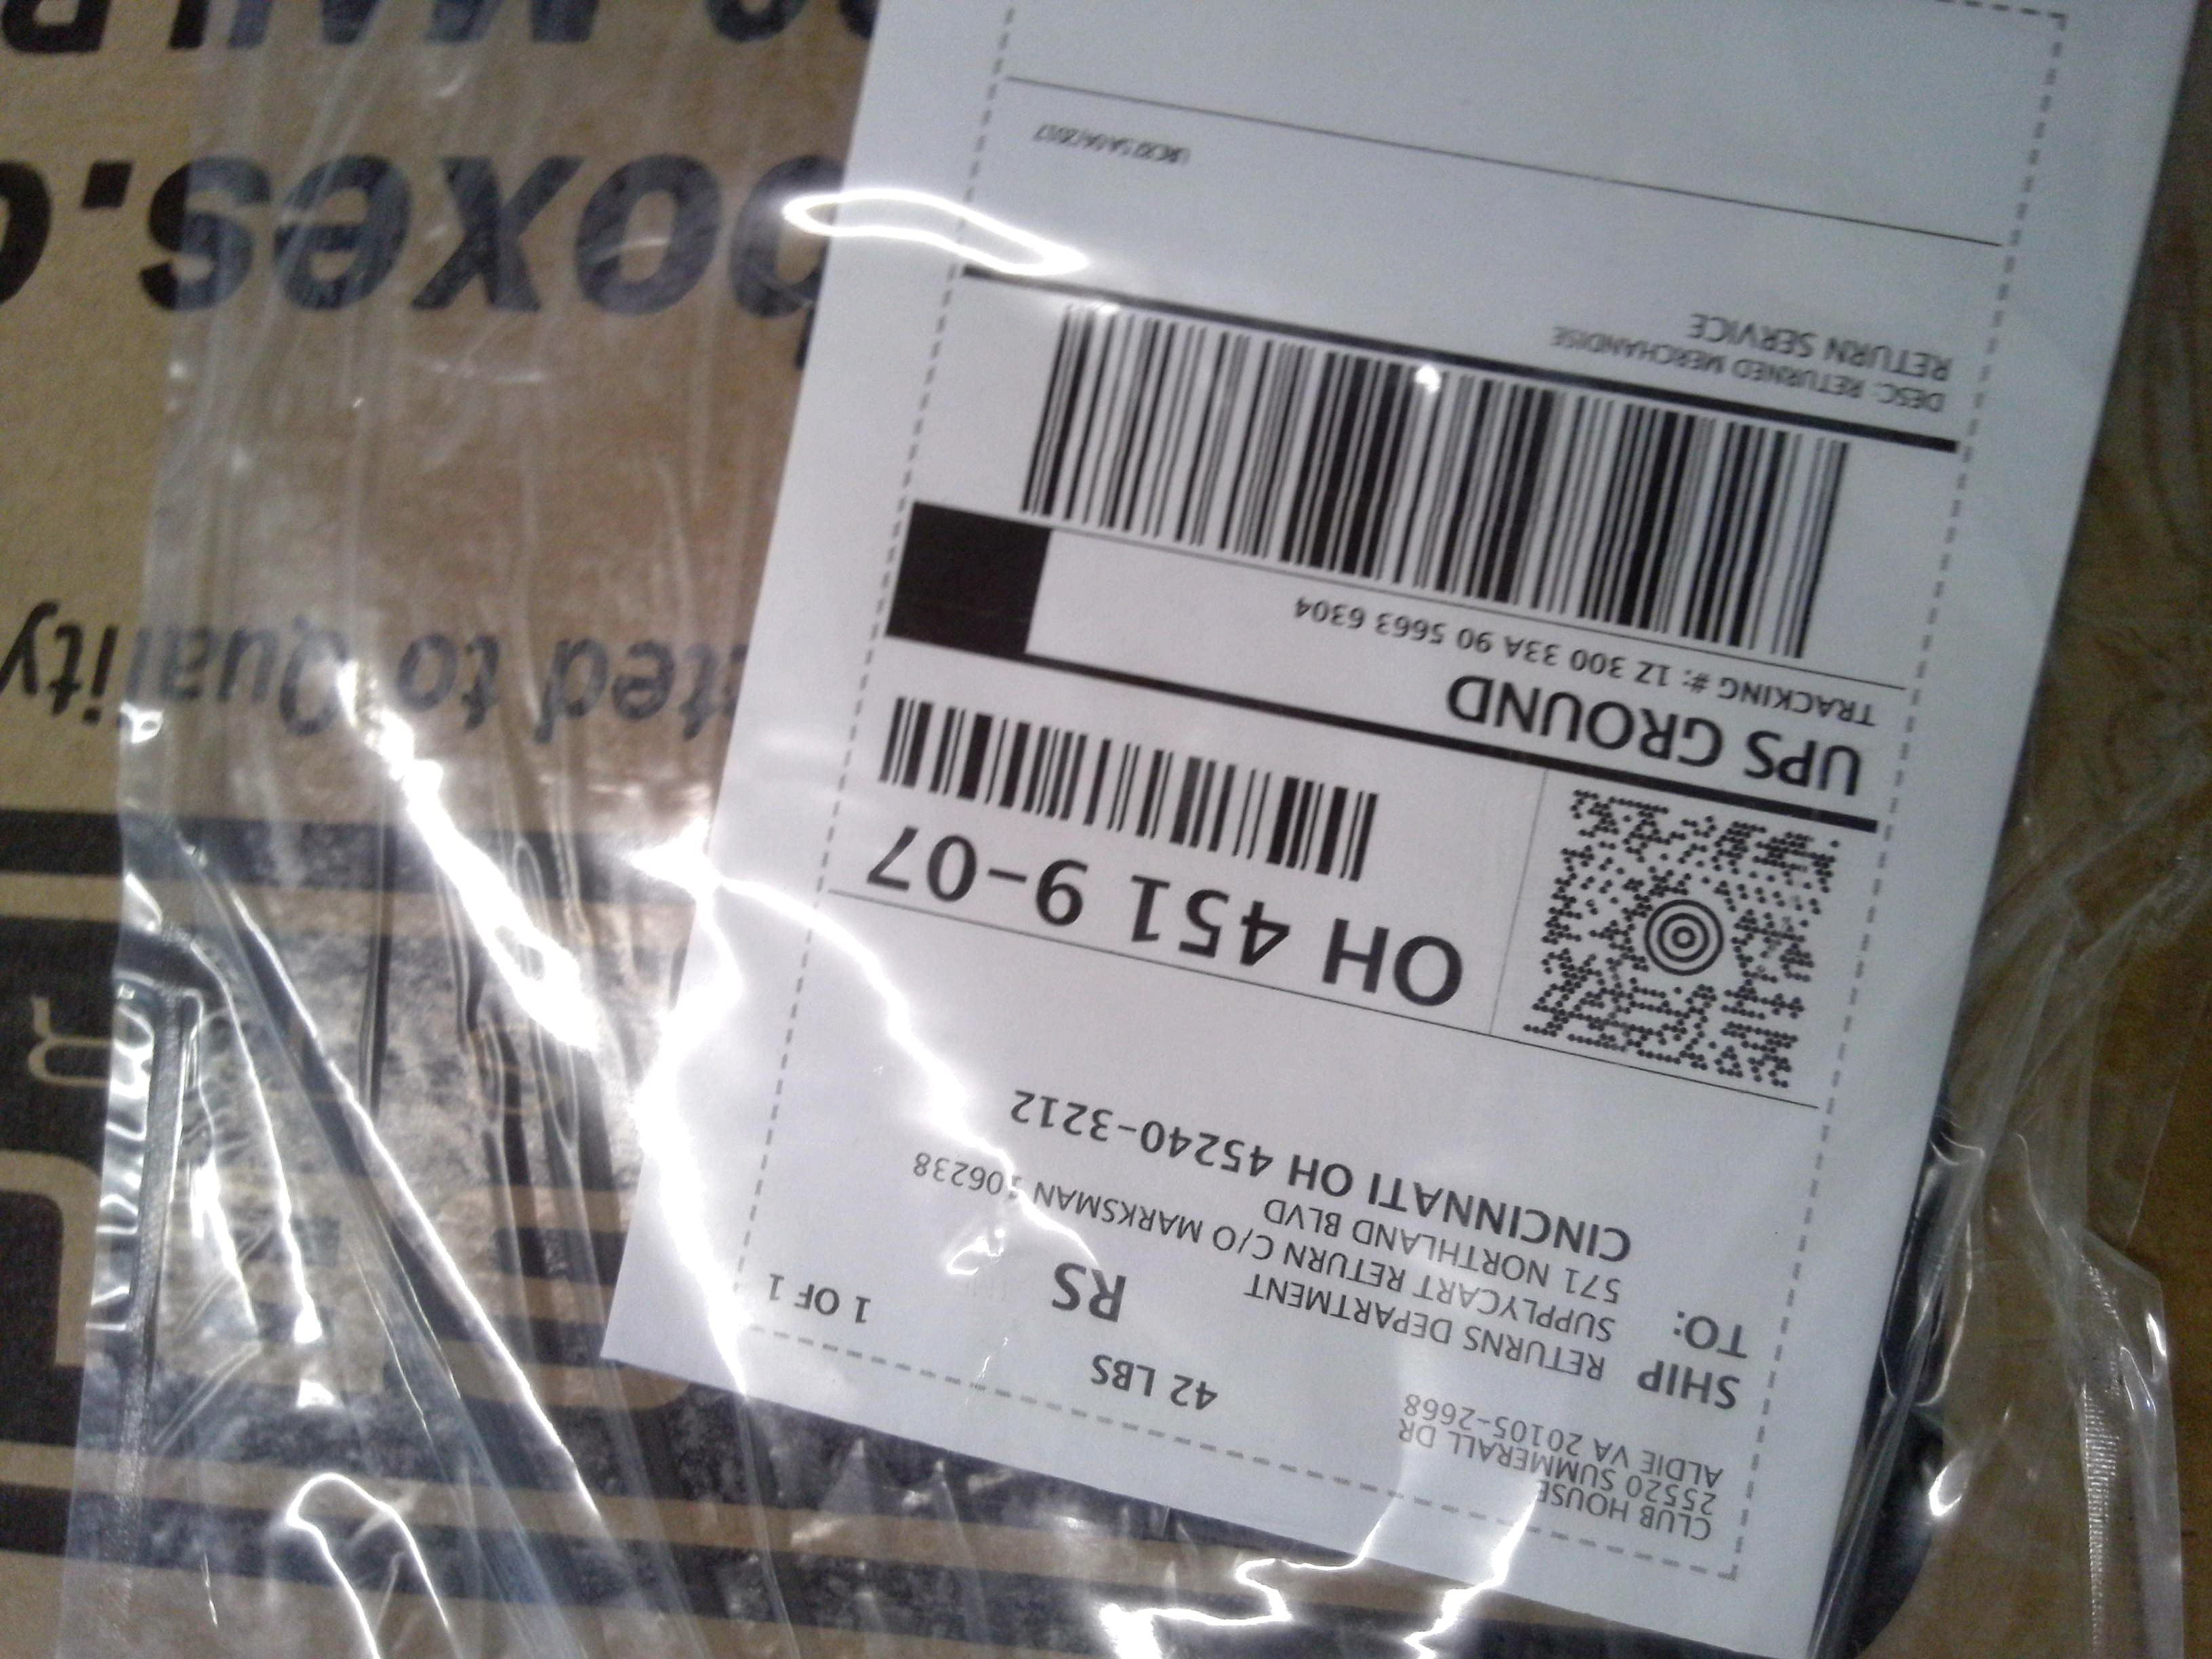 CLUB HOUSE
25520 SUMMERALL DR
ALDIE VA 20105-2668
42 LBS
1 OF 1
RS
SHIP TO:
RETURNS DEPARTMENT
SUPPLYCART RETURN C/O MARKSMAN 06238
571 NORTHLAND BLVD
CINCINNATI OH 45240-3212
OH 451 9-07
UPS GROUND
TRACKING #: 1Z 300 33A 90 5663 6304
DESC: RETURNED MERCHANDISE
RETURN SERVICE
to Quality
boxes.c